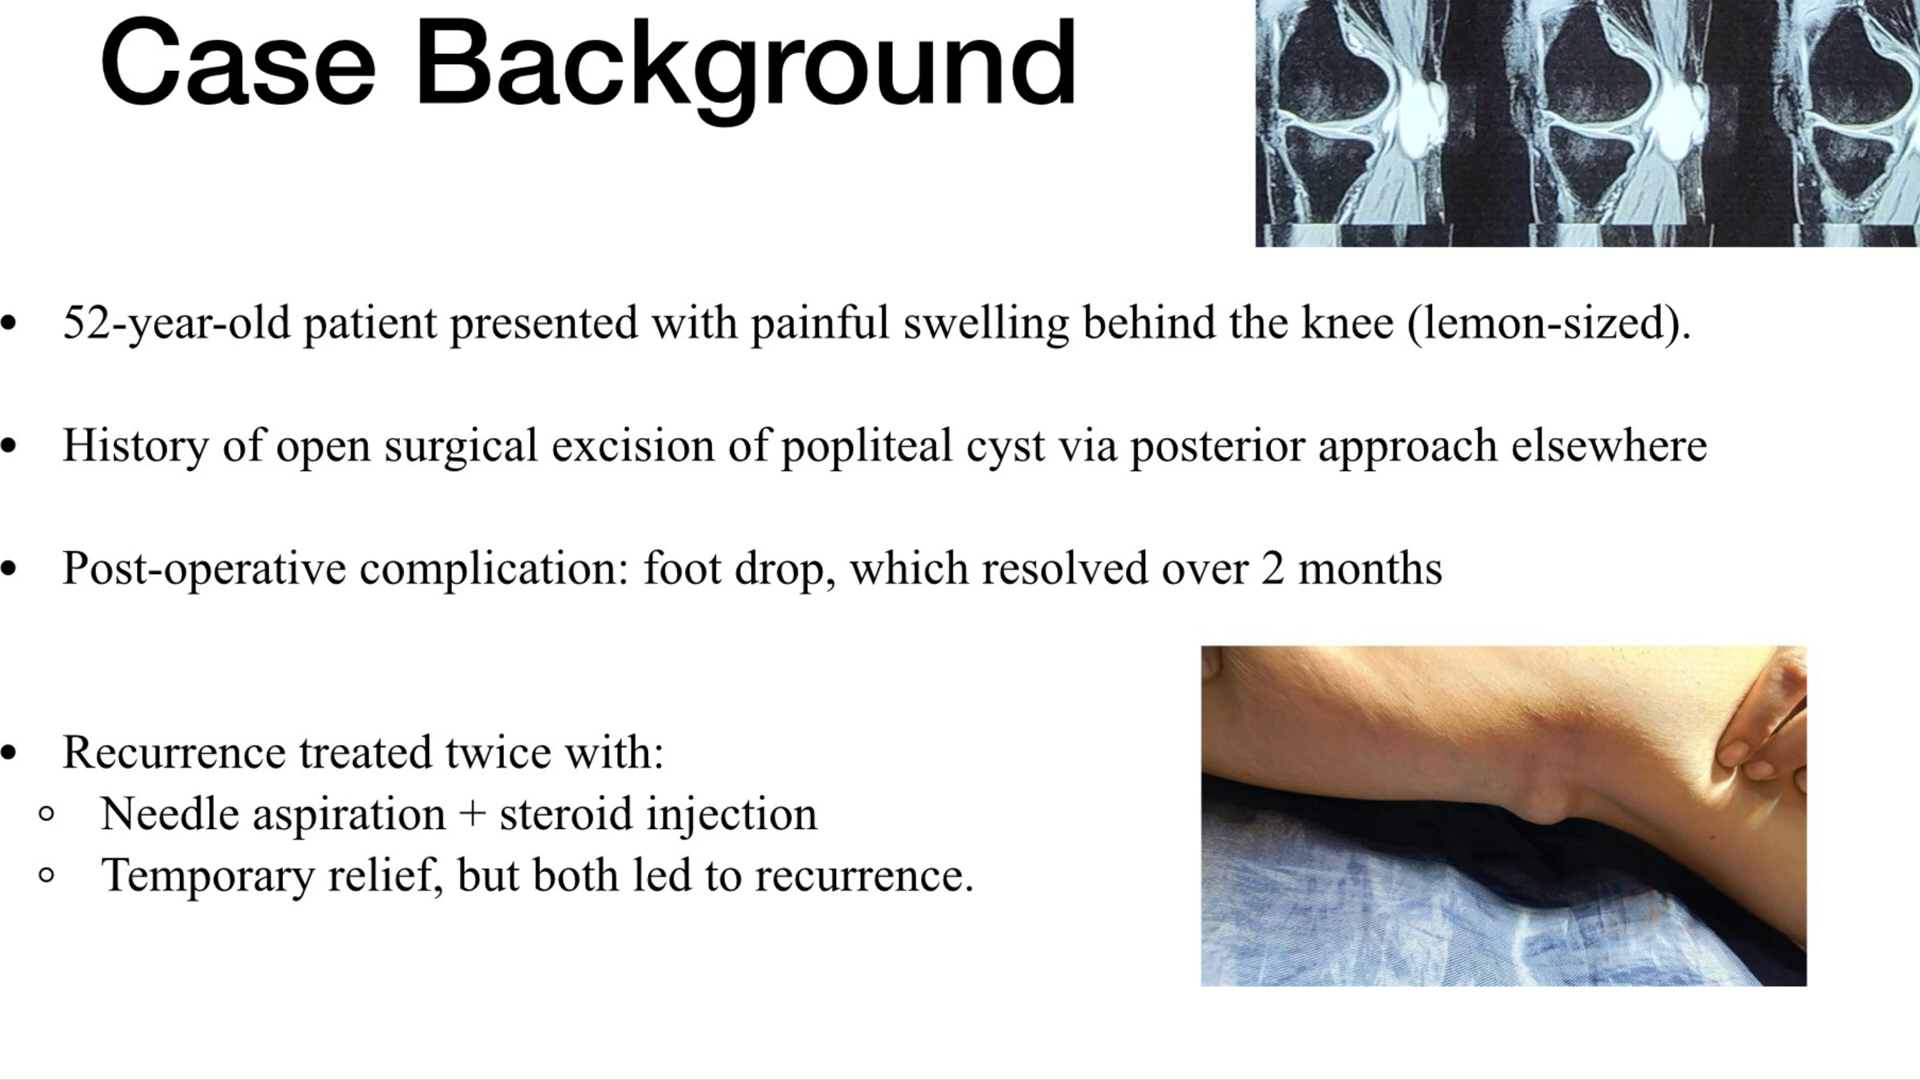 Case Background
• 52-year-old patient presented with painful swelling behind the knee (lemon-sized).
• History of open surgical excision of popliteal cyst via posterior approach elsewhere
• Post-operative complication: foot drop, which resolved over 2 months
• Recurrence treated twice with:
○ Needle aspiration + steroid injection
○ Temporary relief, but both led to recurrence.